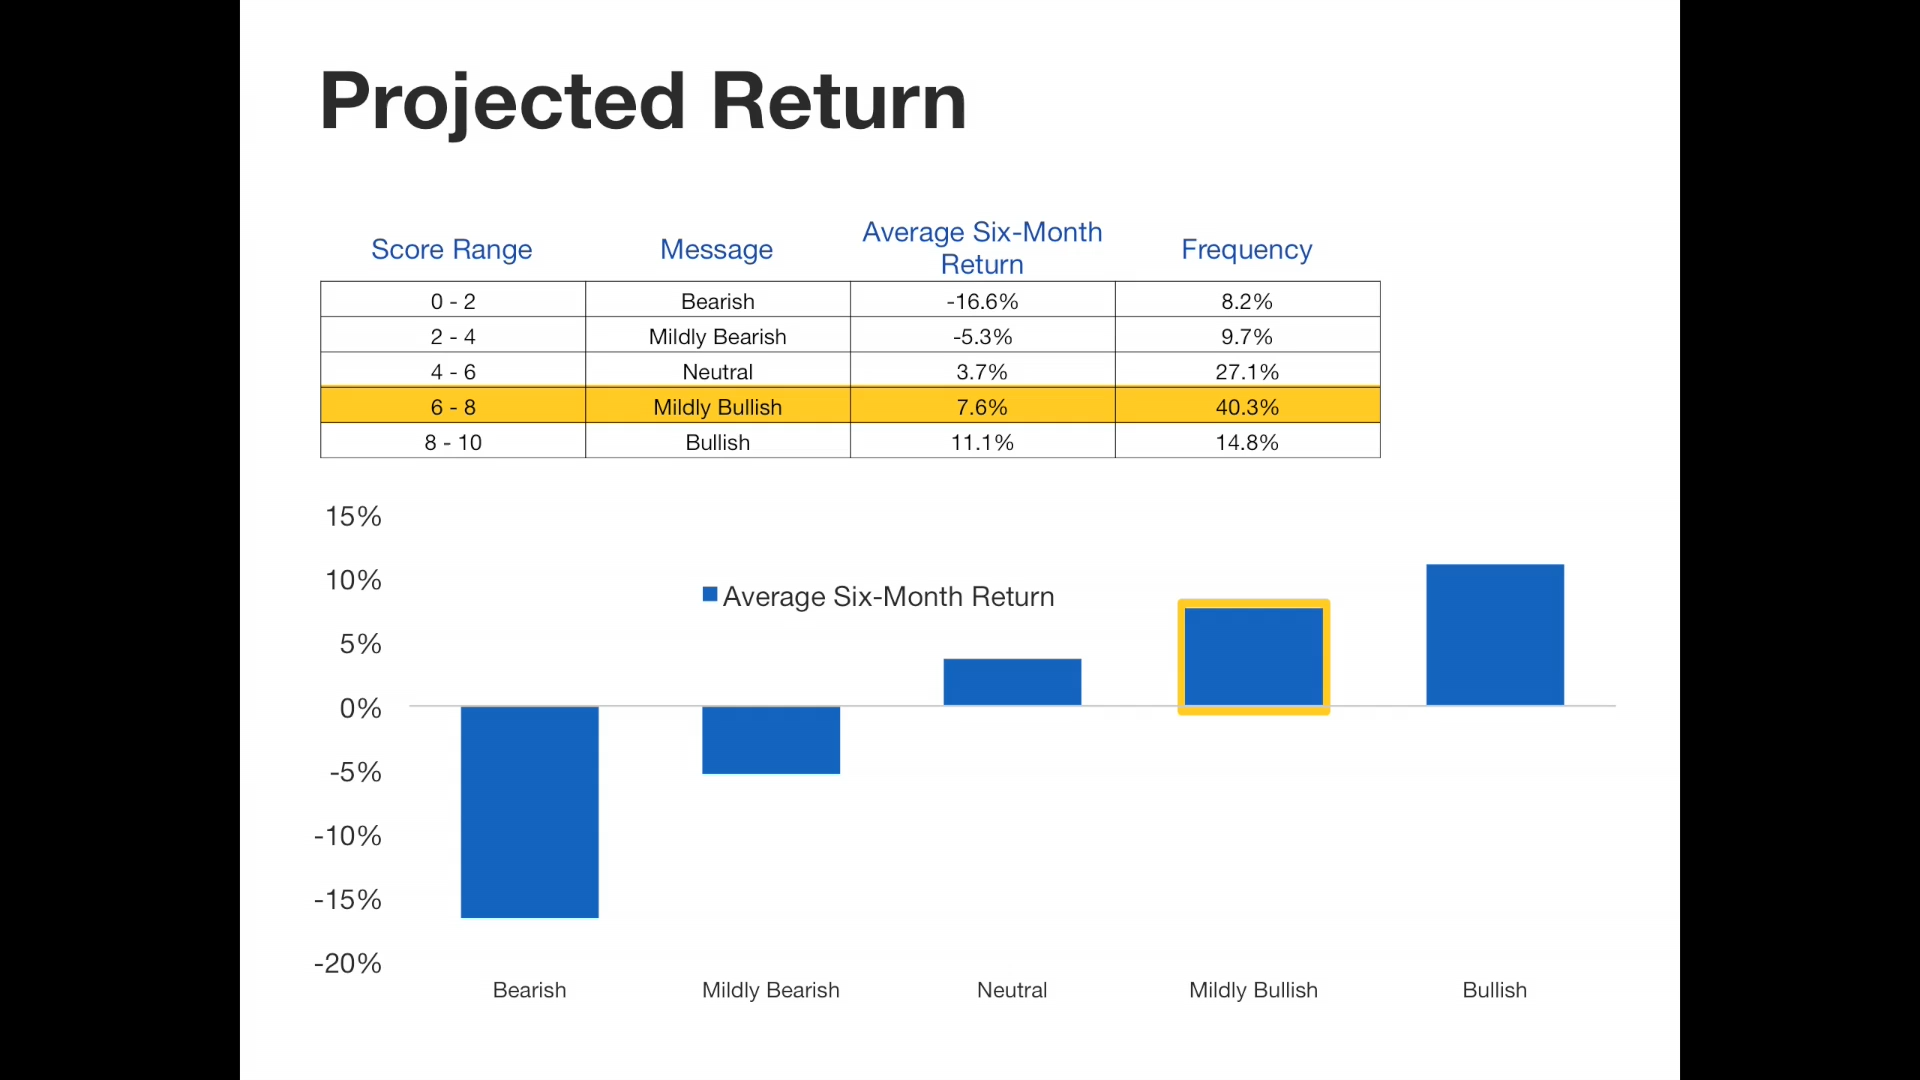 Projected Return
Score Range Message Average Six-Month Return Frequency
0 - 2 Bearish -16.6% 8.2%
2 - 4 Mildly Bearish -5.3% 9.7%
4 - 6 Neutral 3.7% 27.1%
6 - 8 Mildly Bullish 7.6% 40.3%
8 - 10 Bullish 11.1% 14.8%
15%
10%
Average Six-Month Return
5%
0%
-5%
-10%
-15%
-20%
Bearish Mildly Bearish Neutral Mildly Bullish Bullish